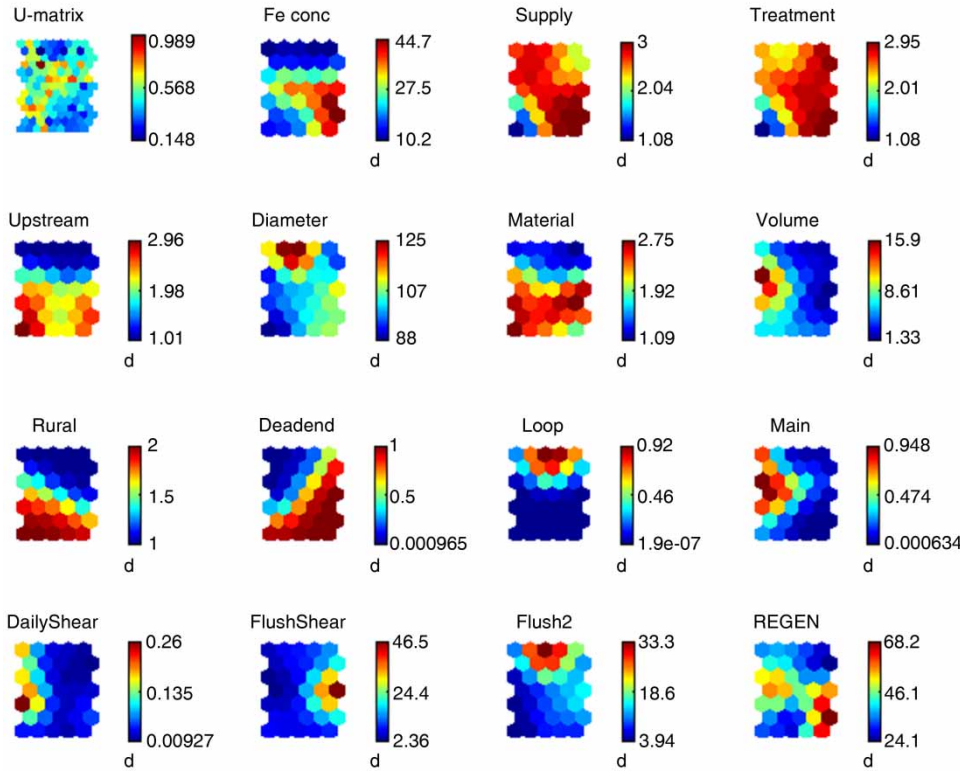 U-matrix
0.989
0.568
0.148
Fe conc
44.7
27.5
10.2
d
Supply
3
2.04
1.08
d
Treatment
2.95
2.01
1.08
d
Upstream
2.96
1.98
1.01
d
Diameter
125
107
88
d
Material
2.75
1.92
1.09
d
Volume
15.9
8.61
1.33
d
Rural
2
1.5
1
d
Deadend
1
0.5
0.000965
d
Loop
0.92
0.46
1.9e-07
d
Main
0.948
0.474
0.000634
d
DailyShear
0.26
0.135
0.00927
d
FlushShear
46.5
24.4
2.36
d
Flush2
33.3
18.6
3.94
d
REGEN
68.2
46.1
24.1
d